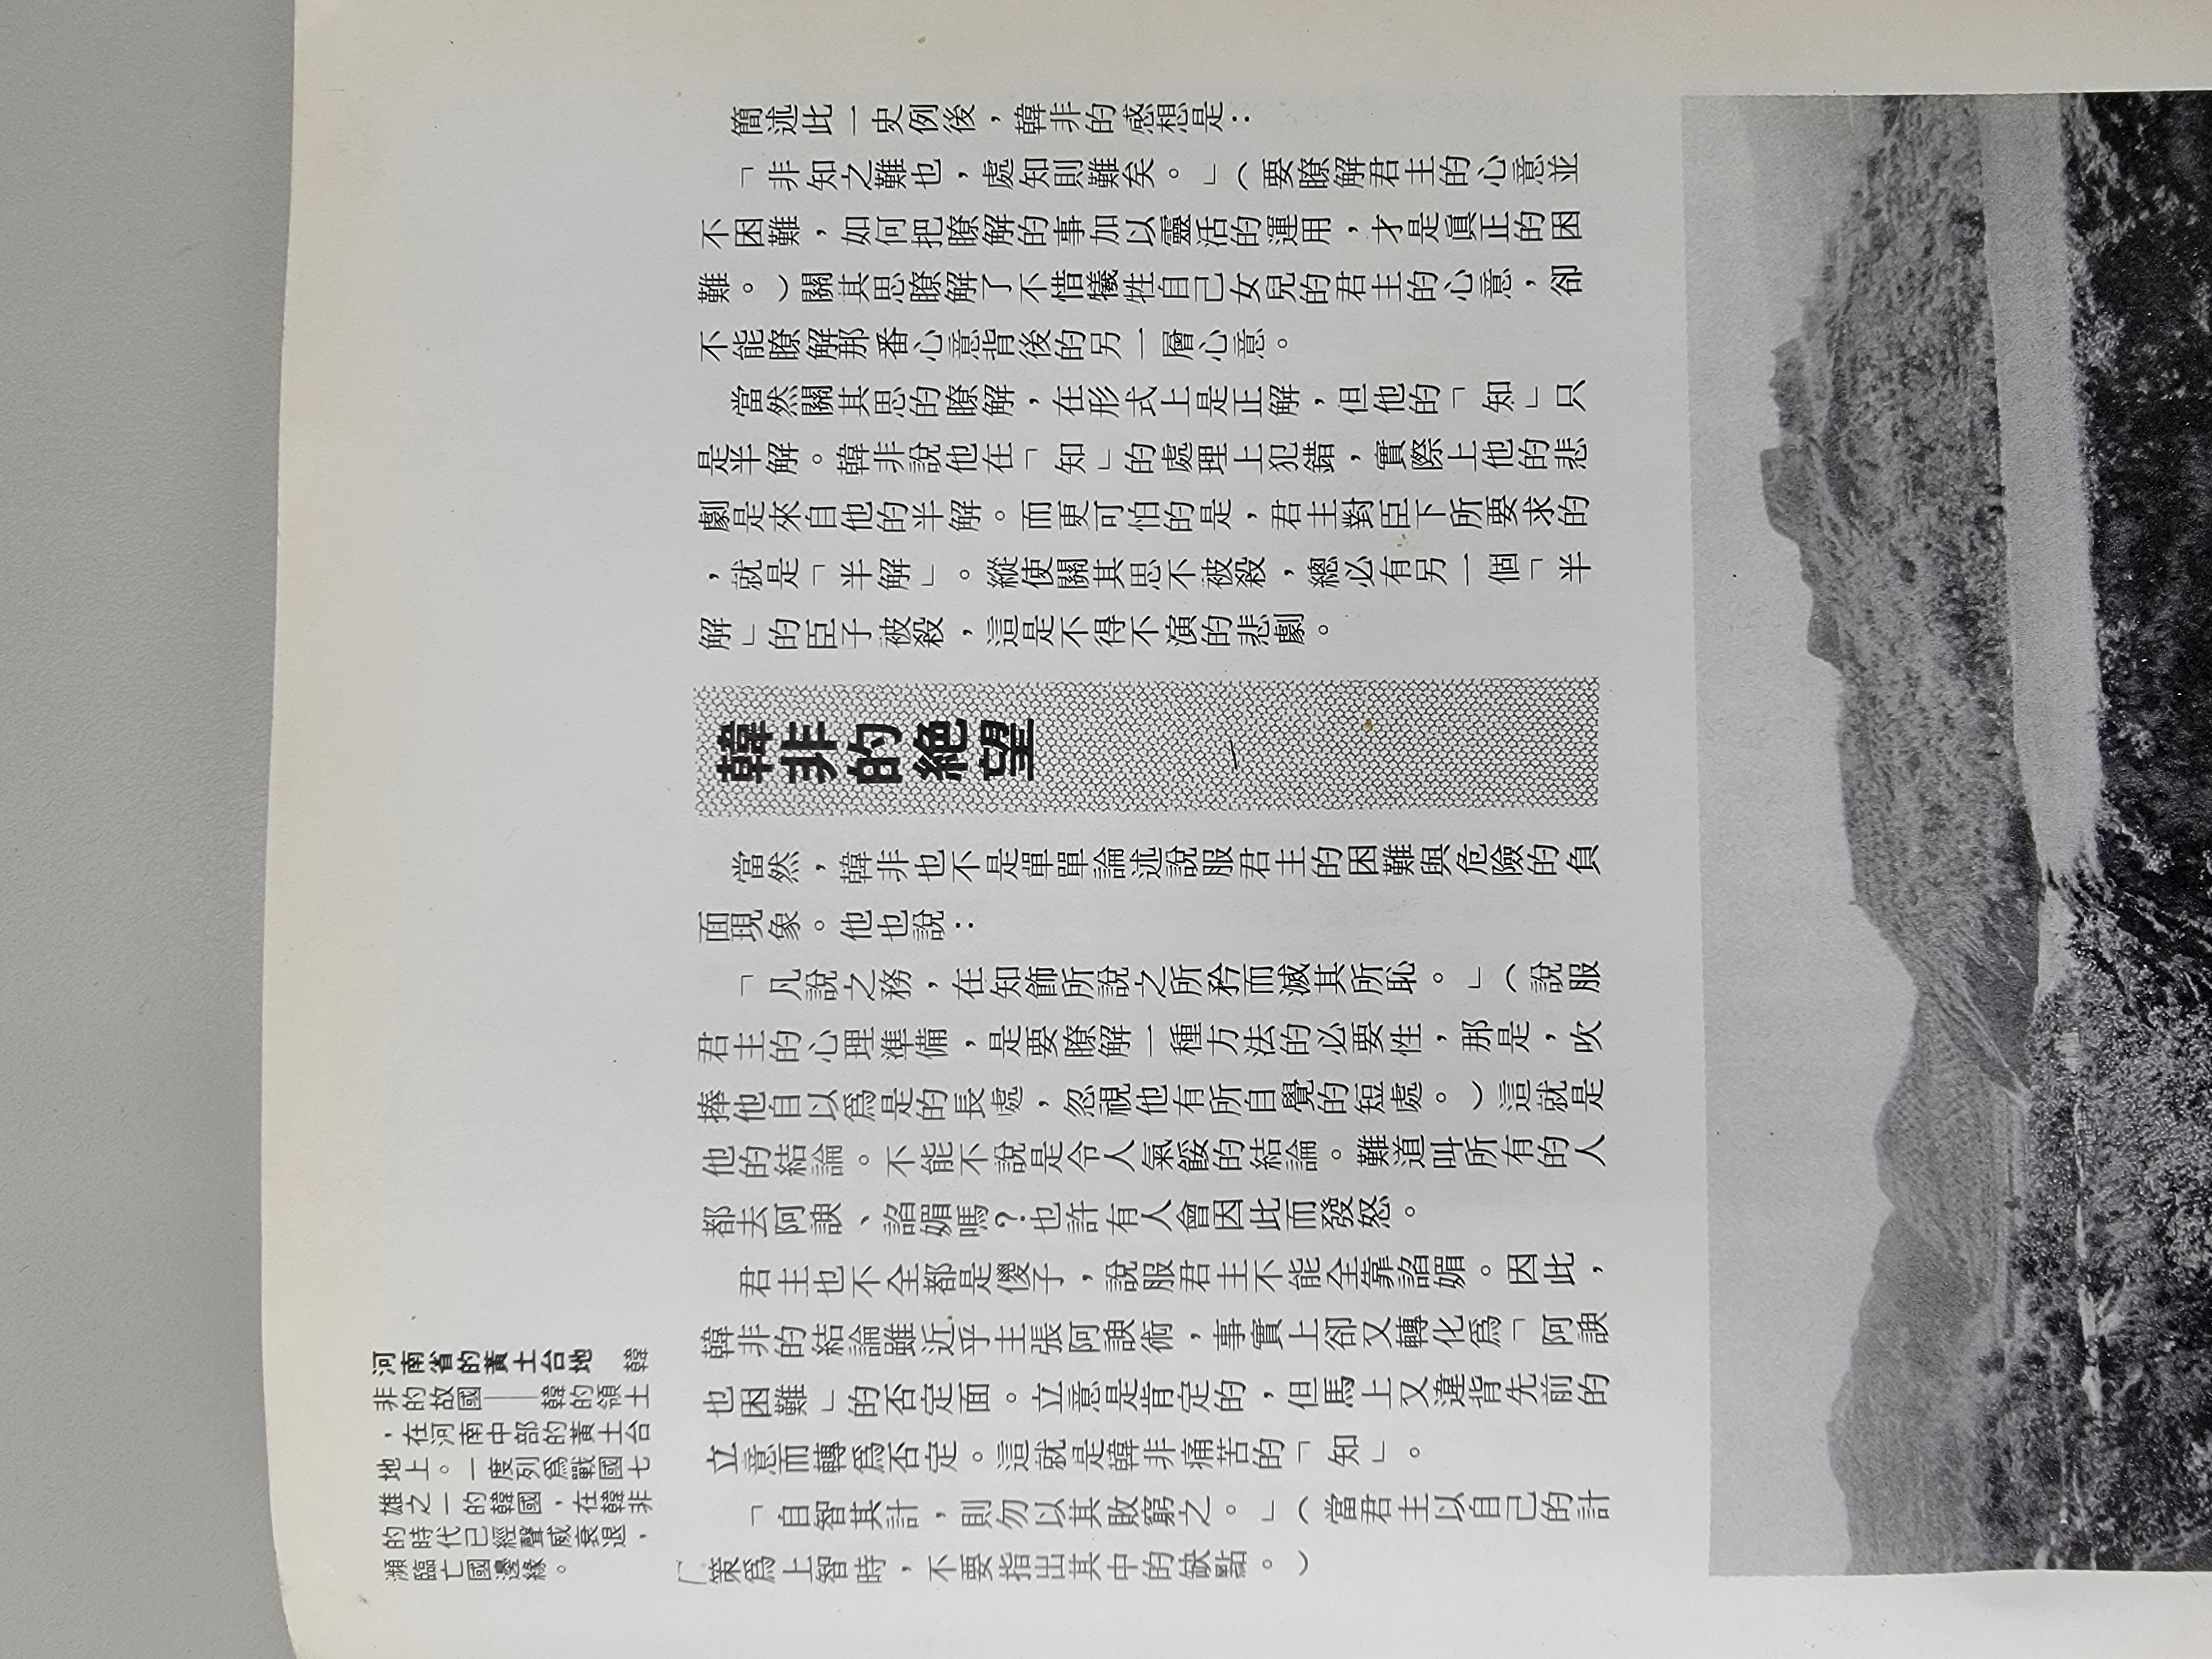 簡述此一史例後，韓非的感想是：
「非知之難也，處知則難矣。」（要瞭解君主的心意並
不困難，如何把瞭解的事加以靈活的運用，才是眞正的困
難。）關其思瞭解了不惜犧牲自己女兒的君主的心意，卻
不能瞭解那番心意背後的另一層心意。
當然關其思的瞭解，在形式上是正解，但他的「知」只
是半解。韓非說他在「知」的處理上犯錯，實際上他的悲
劇是來自他的半解。而更可怕的是，君主對臣下所要求的
，就是「半解」。縱使關其思不被殺，總必有另一個「半
解」的臣子被殺，這是不得不演的悲劇。
韓非的絕望
當然，韓非也不是單單論述說服君主的困難與危險的負
面現象。他也說：
「凡說之務，在知飾所說之所矜而滅其所恥。」（說服
君主的心理準備，是要瞭解一種方法的必要性，那是，吹
捧他自以爲是的長處，忽視他有所自覺的短處。）這就是
他的結論。不能不說是令人氣餒的結論。難道叫所有的人
都去阿諛、諂媚嗎？也許有人會因此而發怒。
君主也不全都是傻子，說服君主不能全靠諂媚。因此，
韓非的結論雖近乎主張阿諛術，事實上卻又轉化爲「阿諛
也困難」的否定面。立意是肯定的，但馬上又違背先前的
立意而轉爲否定。這就是韓非痛苦的「知」。
「自智其計，則勿以其敗窮之。」（當君主以自己的計
策爲上智時，不要指出其中的缺點。）
河南省的黃土台地　韓
非的故國——韓的領土
，在河南中部的黃土台
地上。一度列爲戰國七
雄之一的韓國，在韓非
的時代已經聲威衰退，
瀕臨亡國邊緣。